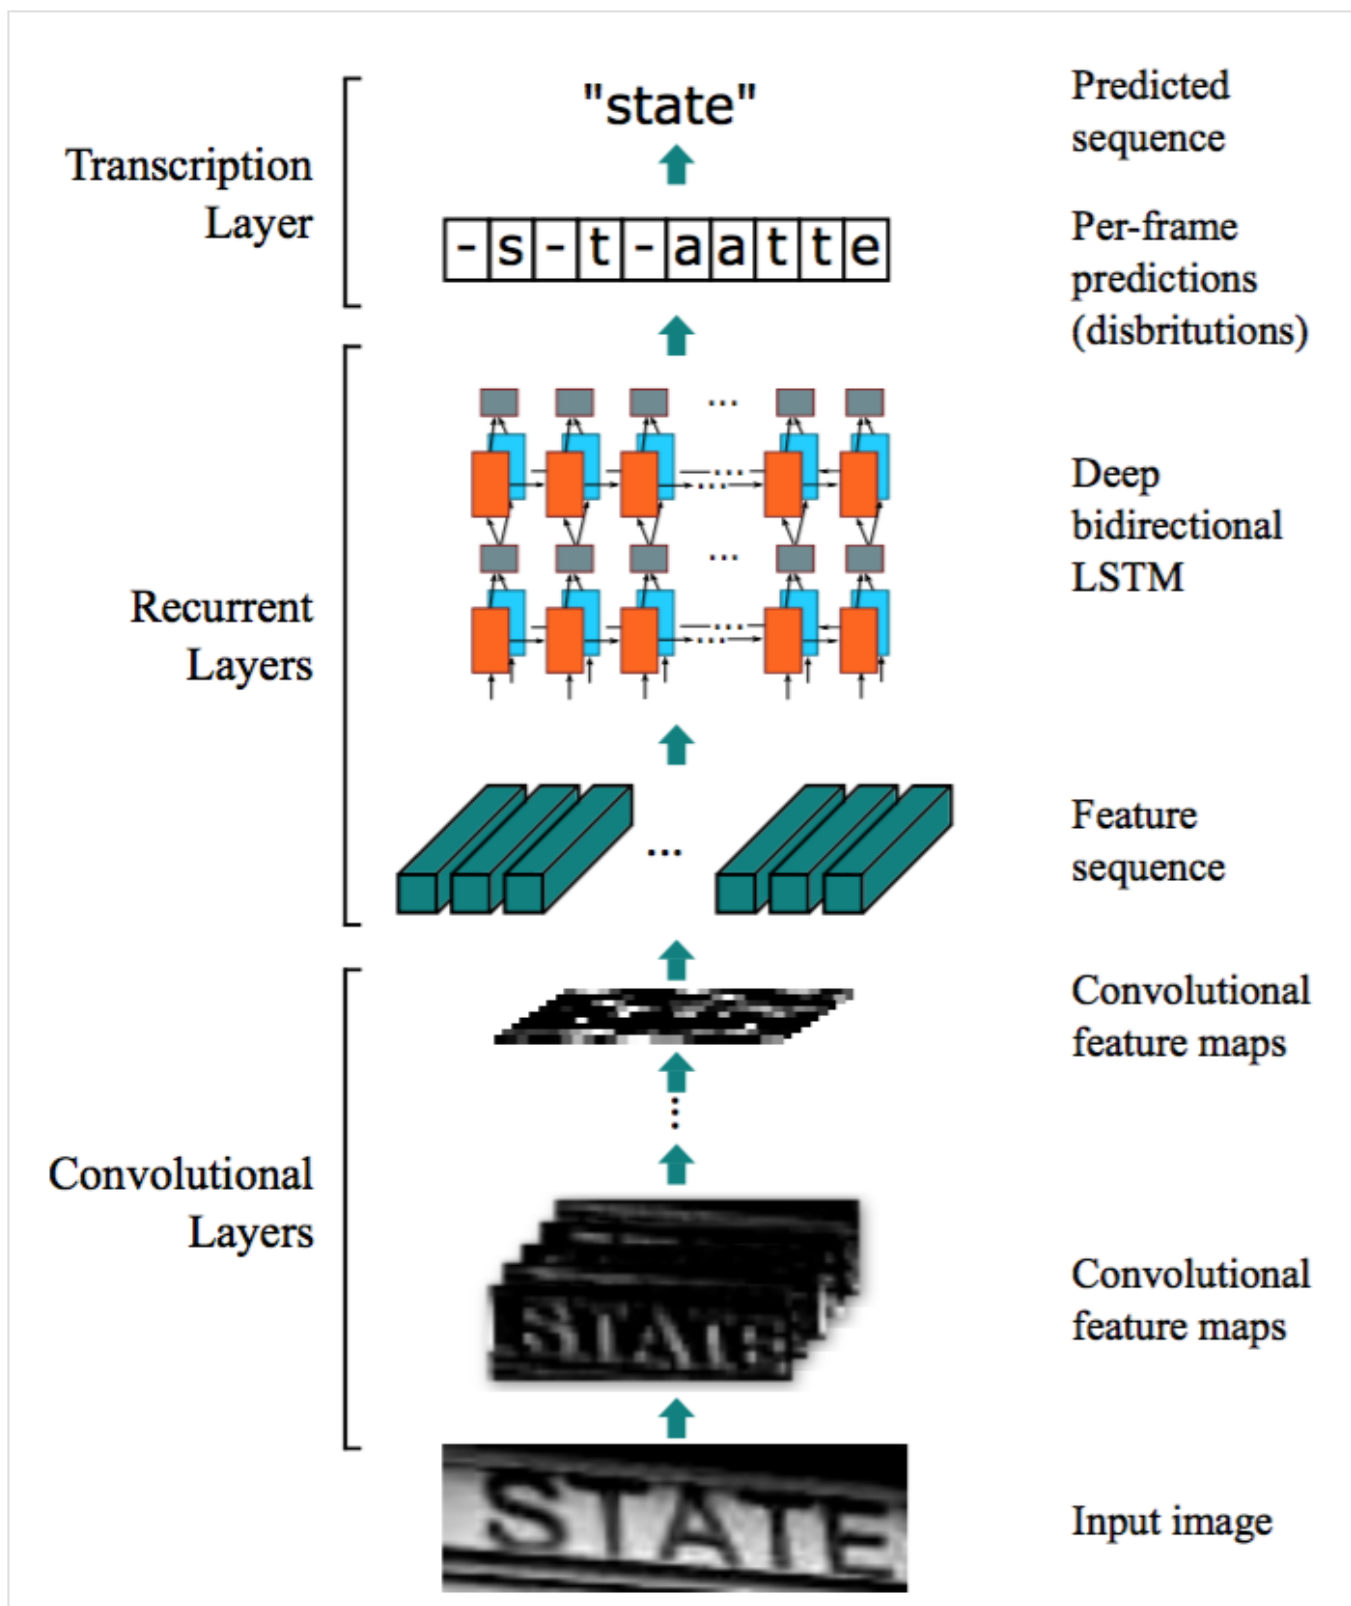 Transcription
Layer
"state"
-s-t-aatte
Predicted
sequence
Per-frame
predictions
(disbritutions)
Recurrent
Layers
...
...
...
...
...
...
Deep
bidirectional
LSTM
...
Feature
sequence
Convolutional
Layers
Convolutional
feature maps
...
STATE
Convolutional
feature maps
STATE
Input image